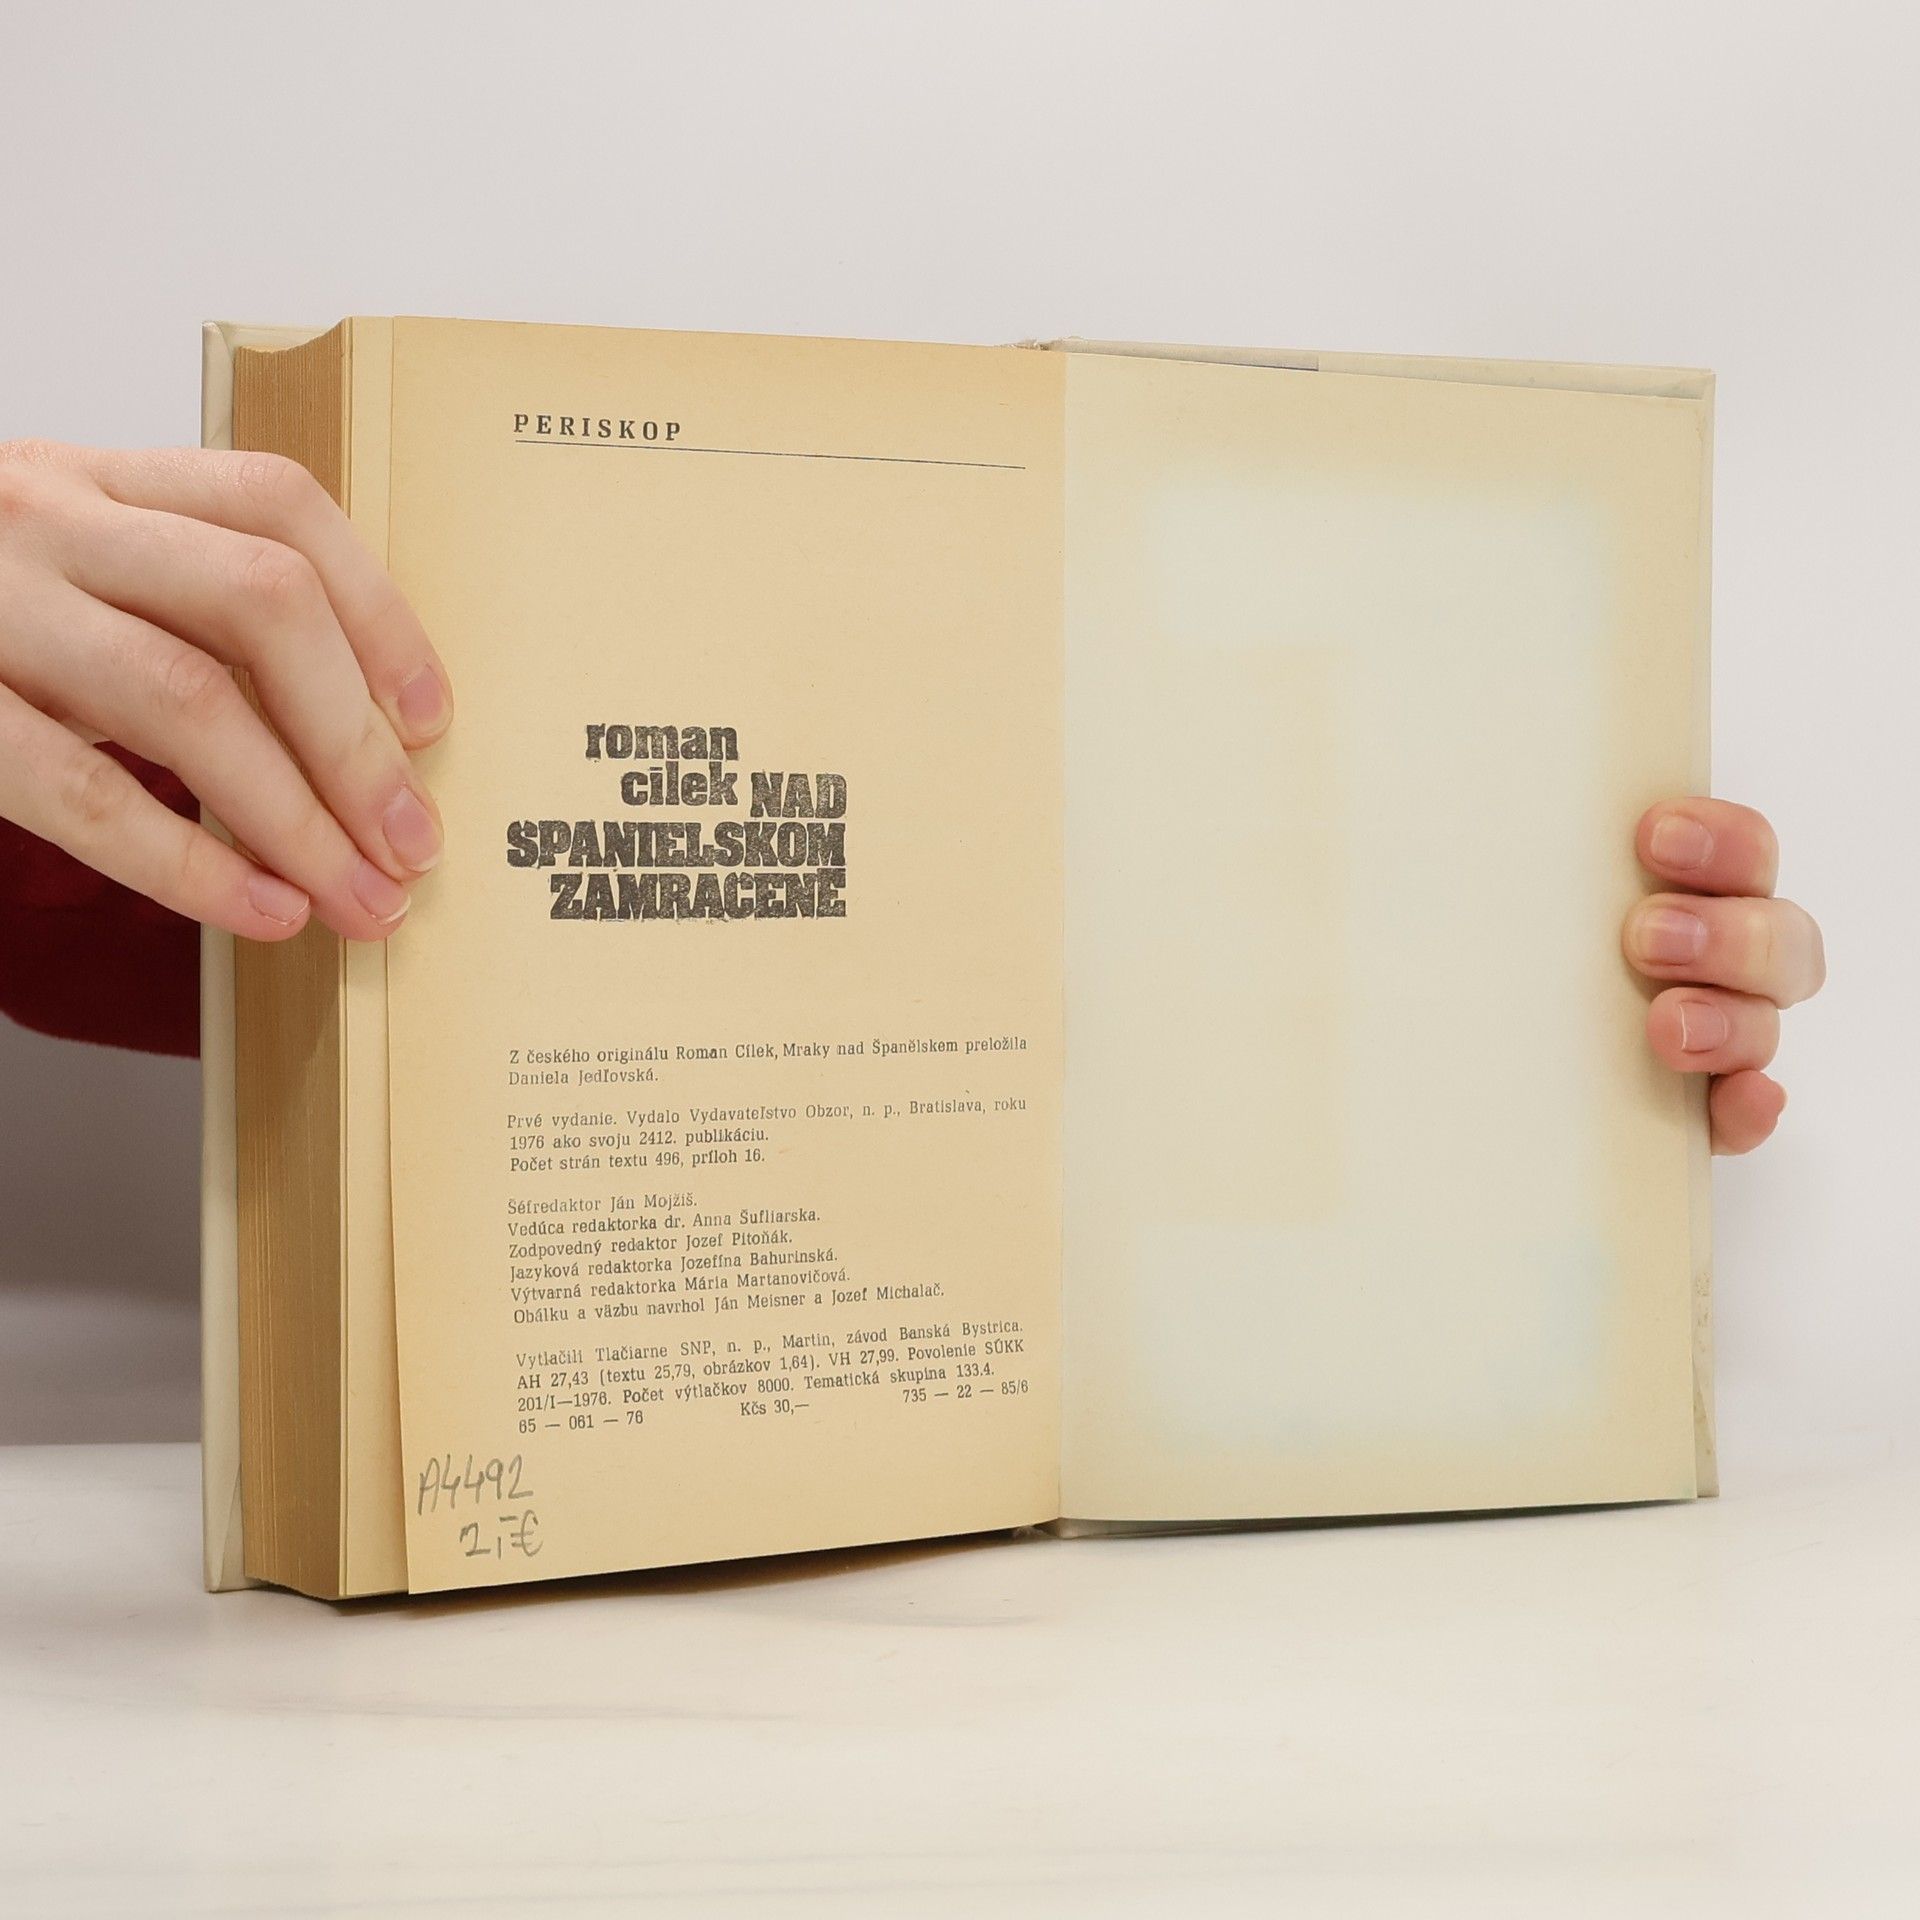 PERISKOP
roman
cílek NAD
SPANIELSKOM
ZAMRACENÉ
Z českého originálu Roman Cílek, Mraky nad Španělskem preložila
Daniela Jedľovská.
Prvé vydanie. Vydalo Vydavateľstvo Obzor, n. p., Bratislava, roku
1976 ako svoju 2412. publikáciu.
Počet strán textu 496, príloh 16.
Šéfredaktor Ján Mojžiš.
Vedúca redaktorka dr. Anna Šufliarska.
Zodpovedný redaktor Jozef Pitoňák.
Jazyková redaktorka Jozefína Bahurinská.
Výtvarná redaktorka Mária Martanovičová.
Obálku a väzbu navrhol Ján Meisner a Jozef Michalač.
Vytlačili Tlačiarne SNP, n. p., Martin, závod Banská Bystrica.
AH 27,43 (textu 25,79, obrázkov 1,64). VH 27,99. Povolenie SÚKK
201/I—1976. Počet výtlačkov 8000. Tematická skupina 133.4.
65 — 061 — 76 Kčs 30,— 735 — 22 — 85/6
A4492
2,-€